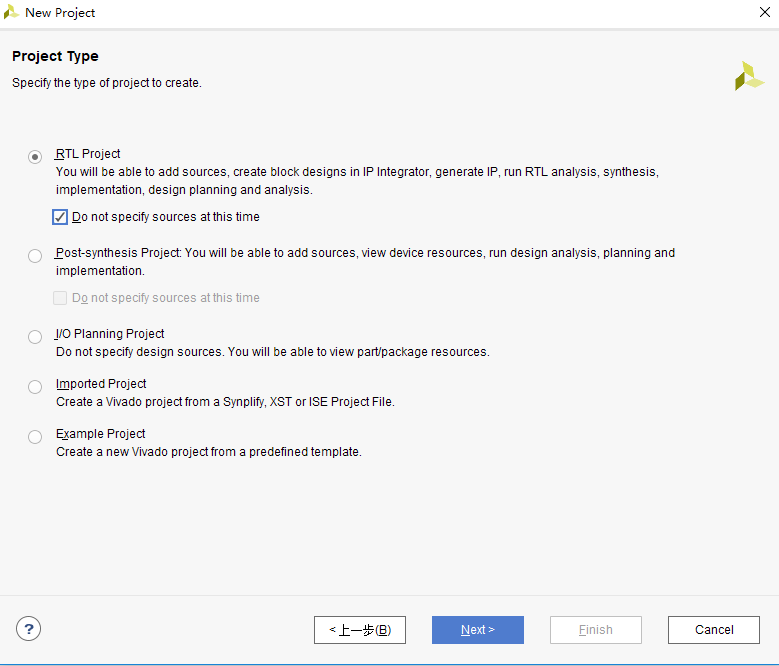 New Project
Project Type
Specify the type of project to create.
RTL Project
You will be able to add sources, create block designs in IP Integrator, generate IP, run RTL analysis, synthesis,
implementation, design planning and analysis.
Do not specify sources at this time
Post-synthesis Project: You will be able to add sources, view device resources, run design analysis, planning and
implementation.
Do not specify sources at this time
I/O Planning Project
Do not specify design sources. You will be able to view part/package resources.
Imported Project
Create a Vivado project from a Synplify, XST or ISE Project File.
Example Project
Create a new Vivado project from a predefined template.
?
< 上一步(B)
Next >
Finish
Cancel